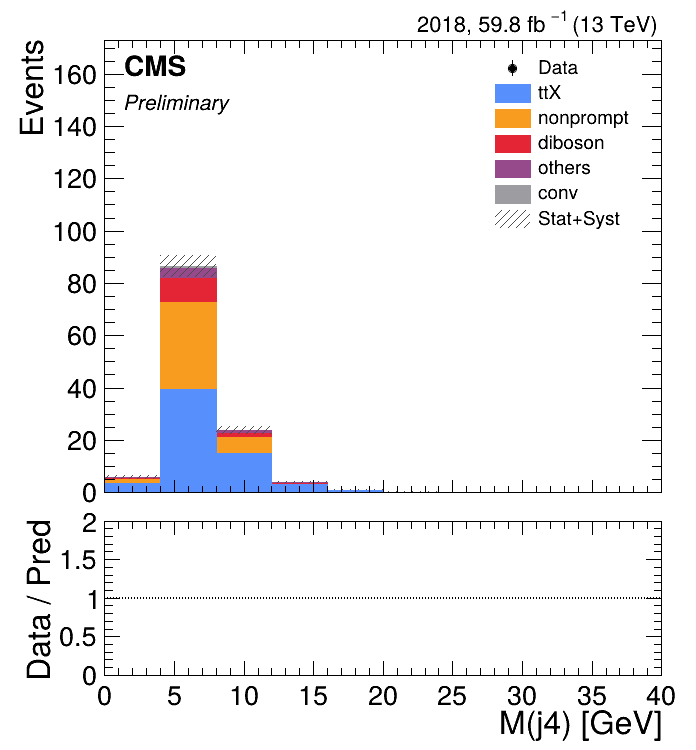 2018, 59.8 fb⁻¹ (13 TeV)
CMS
Preliminary
Events
160
140
120
100
80
60
40
20
0
Data
ttX
nonprompt
diboson
others
conv
Stat+Syst
Data / Pred
2
1.5
1
0.5
0
0 5 10 15 20 25 30 35 40
M(j4) [GeV]